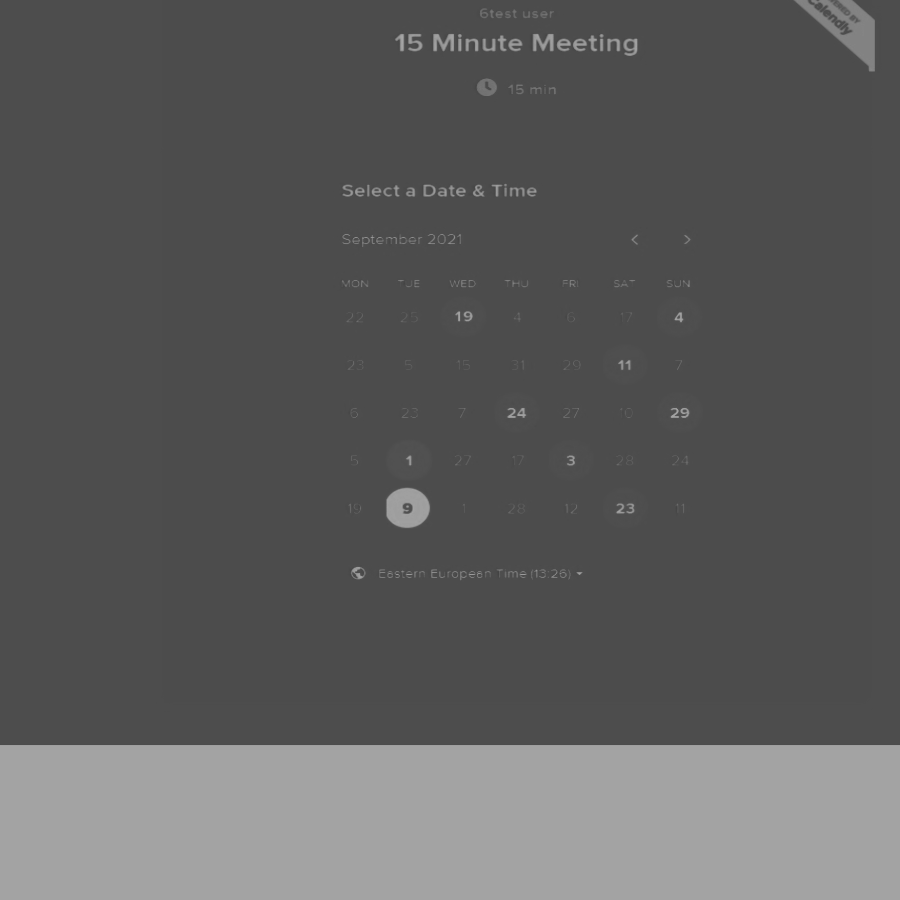 6test user
15 Minute Meeting
15 min
POWERED BY
Calendly
Select a Date & Time
September 2021
MON TUE WED THU FRI SAT SUN
22 25 19 4 6 17 4
23 5 15 31 29 11 7
6 23 7 24 27 10 29
5 1 27 17 3 28 24
19 9 1 28 12 23 11
Eastern European Time (13:26)